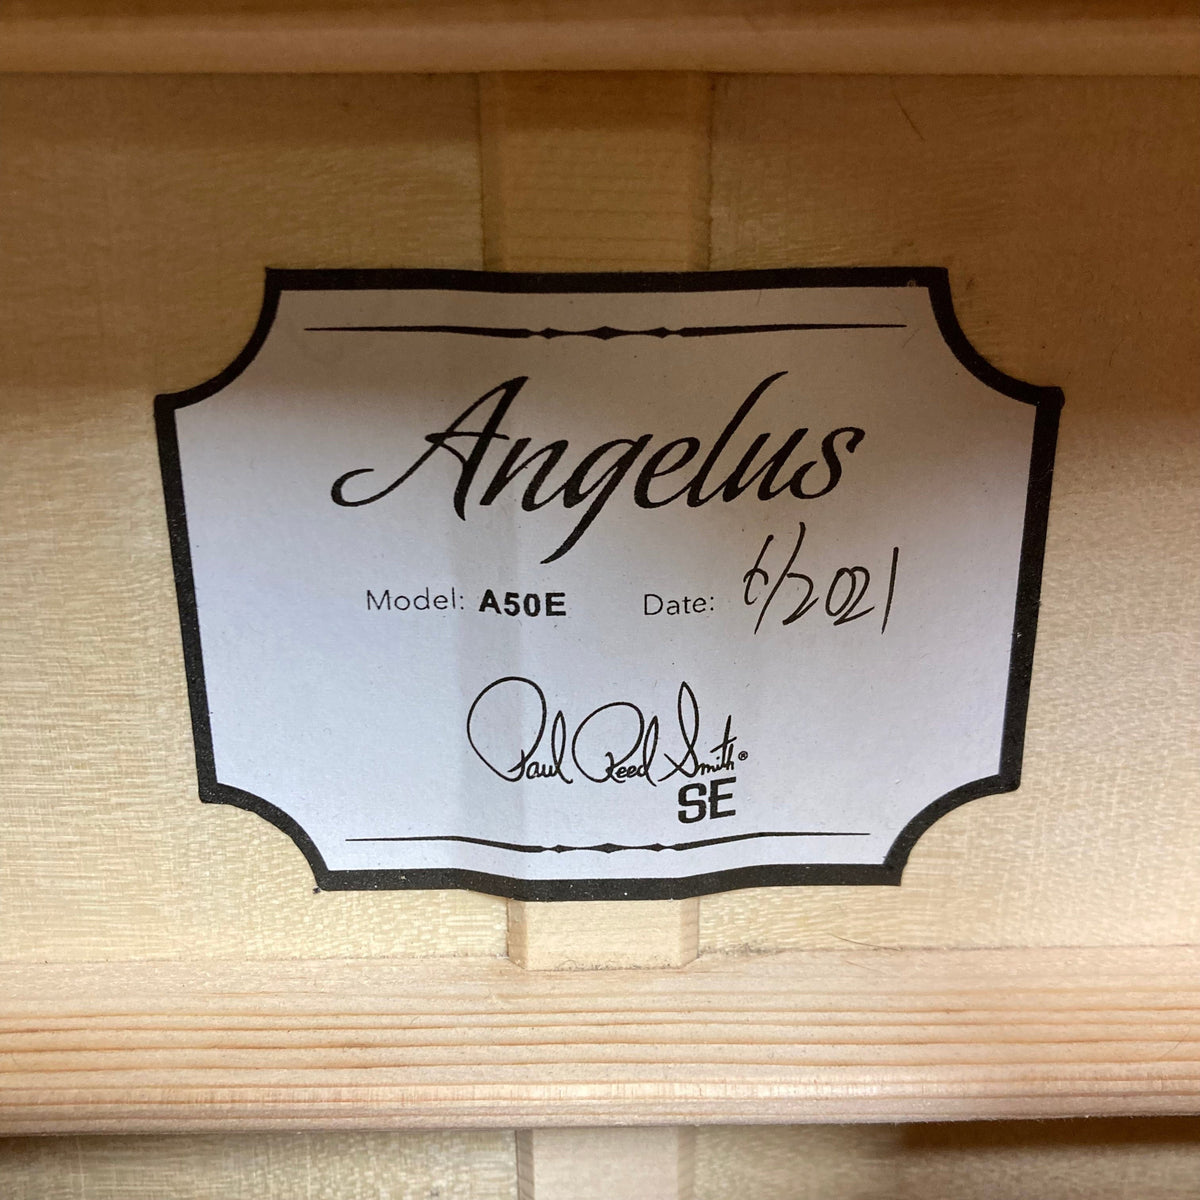 Angelus
Model: A50E Date: 6/2021
Paul Reed Smith®
SE